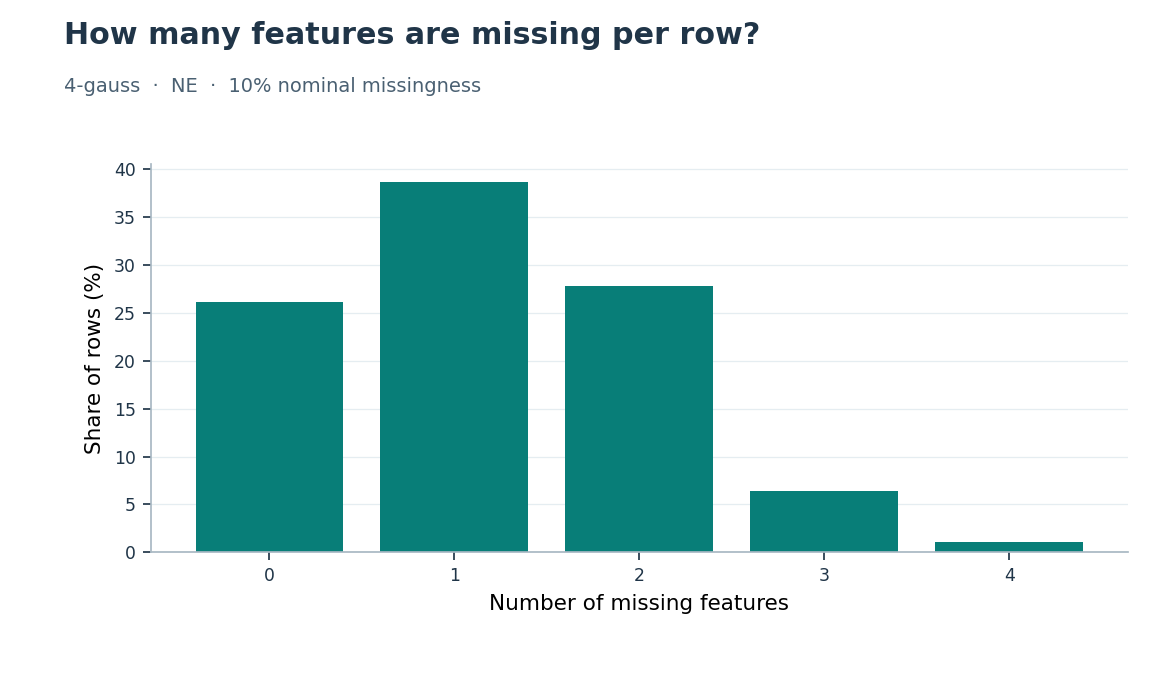 How many features are missing per row?
4-gauss · NE · 10% nominal missingness
40
35
30
25
20
15
10
5
0
Share of rows (%)
0 1 2 3 4
Number of missing features